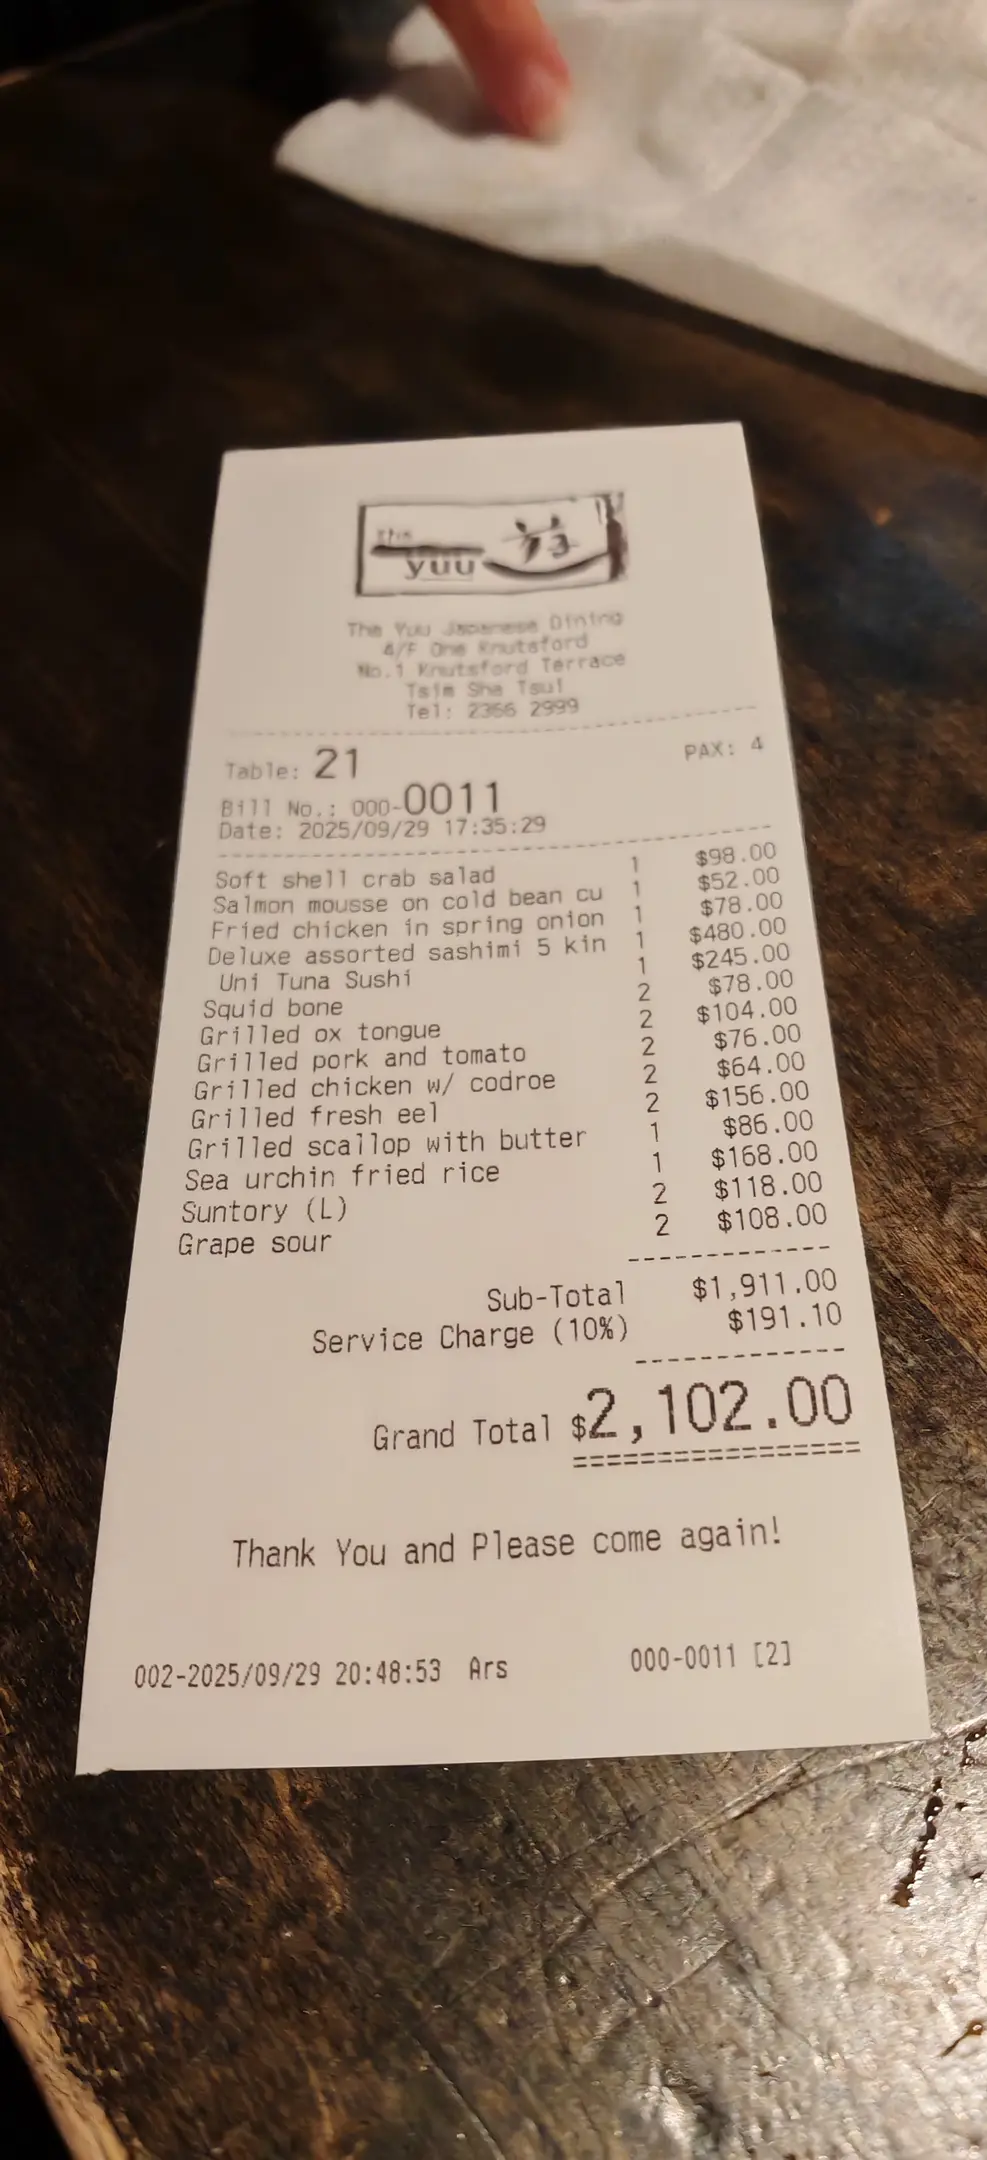 the yuu
The Yuu Japanese Dining
4/F One Knutsford
No.1 Knutsford Terrace
Tsim Sha Tsui
Tel: 2366 2999
Table: 21 PAX: 4
Bill No.: 000-0011
Date: 2025/09/29 17:35:29
Soft shell crab salad 1 $98.00
Salmon mousse on cold bean cu 1 $52.00
Fried chicken in spring onion 1 $78.00
Deluxe assorted sashimi 5 kin 1 $480.00
Uni Tuna Sushi 1 $245.00
Squid bone 2 $78.00
Grilled ox tongue 2 $104.00
Grilled pork and tomato 2 $76.00
Grilled chicken w/ codroe 2 $64.00
Grilled fresh eel 2 $156.00
Grilled scallop with butter 1 $86.00
Sea urchin fried rice 1 $168.00
Suntory (L) 2 $118.00
Grape sour 2 $108.00
Sub-Total $1,911.00
Service Charge (10%) $191.10
Grand Total $2,102.00
Thank You and Please come again!
002-2025/09/29 20:48:53 Ars 000-0011 [2]